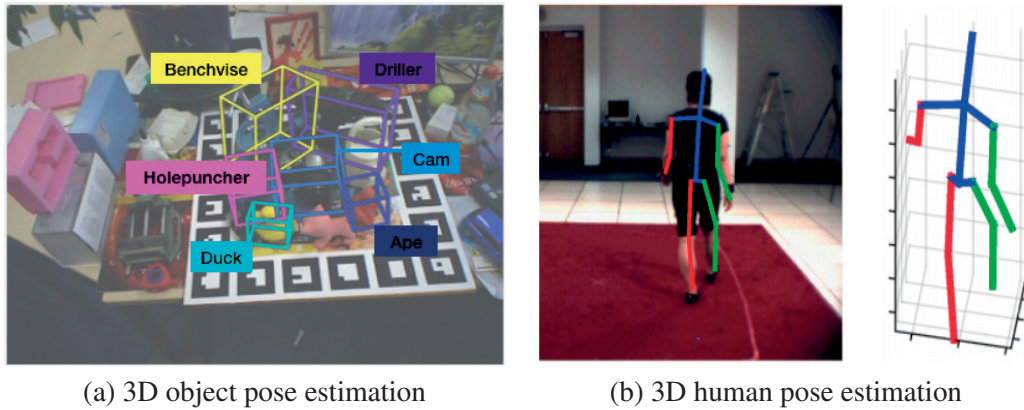 Benchvise
Driller
Cam
Holepuncher
Duck
Ape
(a) 3D object pose estimation
(b) 3D human pose estimation